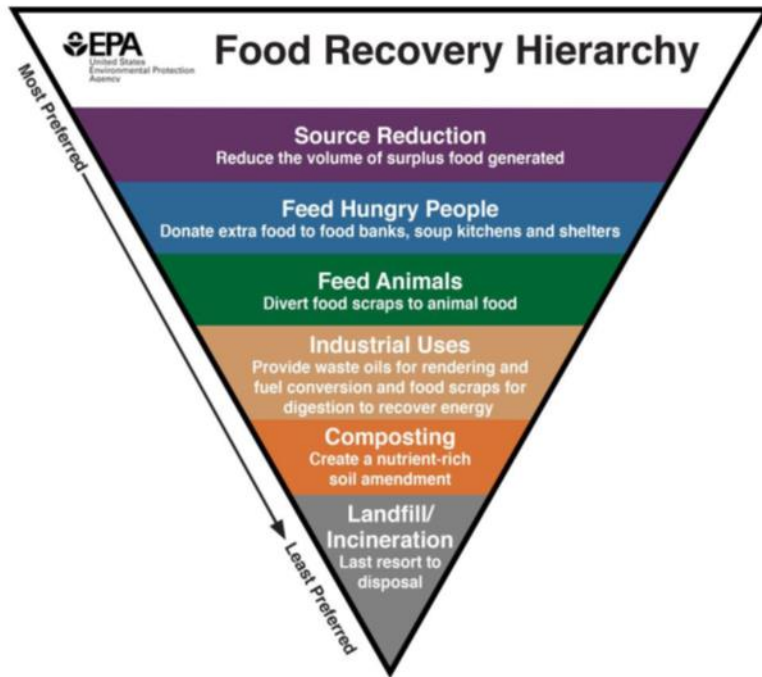 EPA
United States
Environmental Protection
Agency
Food Recovery Hierarchy
Most Preferred
Source Reduction
Reduce the volume of surplus food generated
Feed Hungry People
Donate extra food to food banks, soup kitchens and shelters
Feed Animals
Divert food scraps to animal food
Industrial Uses
Provide waste oils for rendering and
fuel conversion and food scraps for
digestion to recover energy
Composting
Create a nutrient-rich
soil amendment
Landfill/
Incineration
Last resort to
disposal
Least Preferred